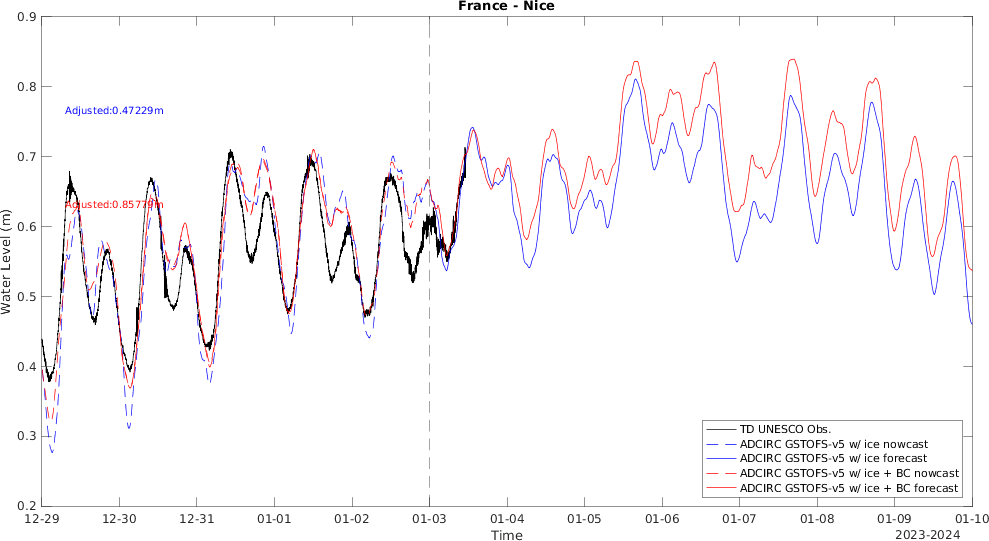 France - Nice
0.9
0.8
0.7
0.6
0.5
0.4
0.3
0.2
Water Level (m)
Adjusted:0.47229m
Adjusted:0.85779m
TD UNESCO Obs.
ADCIRC GSTOFS-v5 w/ ice nowcast
ADCIRC GSTOFS-v5 w/ ice forecast
ADCIRC GSTOFS-v5 w/ ice + BC nowcast
ADCIRC GSTOFS-v5 w/ ice + BC forecast
12-29 12-30 12-31 01-01 01-02 01-03 01-04 01-05 01-06 01-07 01-08 01-09 01-10
Time
2023-2024